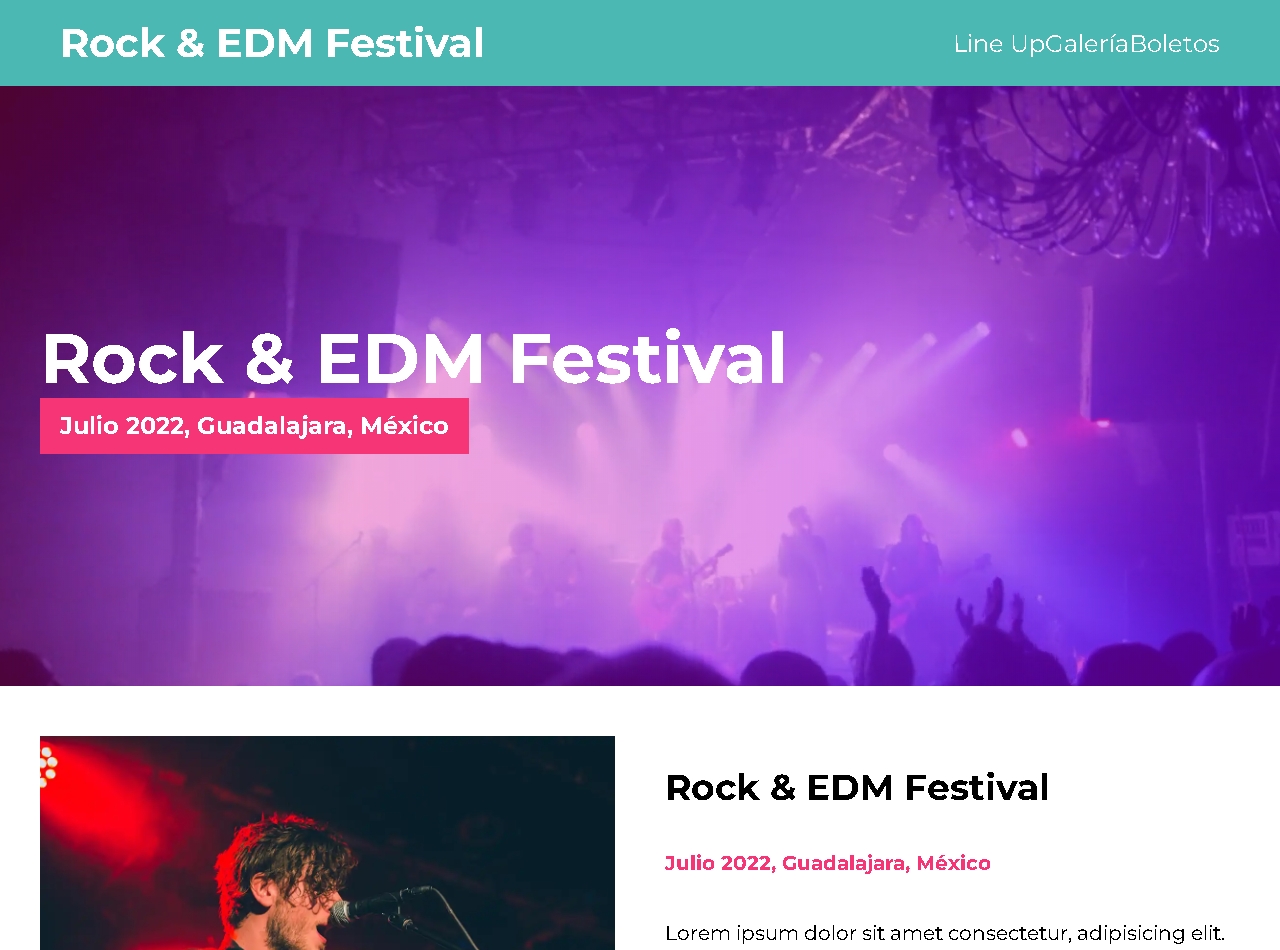 Rock & EDM Festival
Line UpGaleríaBoletos
Rock & EDM Festival
Julio 2022, Guadalajara, México
Rock & EDM Festival
Julio 2022, Guadalajara, México
Lorem ipsum dolor sit amet consectetur, adipisicing elit.